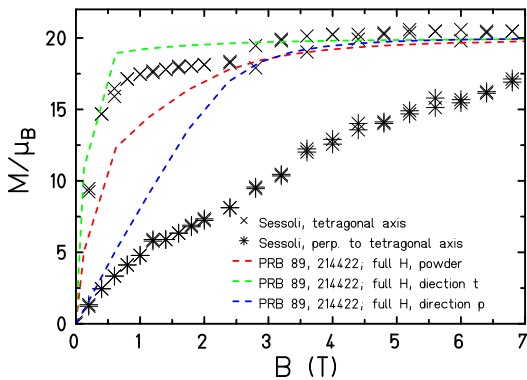 20
15
10
5
0
M/μB
Sessoli, tetragonal axis
Sessoli, perp. to tetragonal axis
PRB 89, 214422; full H, powder
PRB 89, 214422; full H, diection t
PRB 89, 214422; full H, direction p
0 1 2 3 4 5 6 7
B (T)